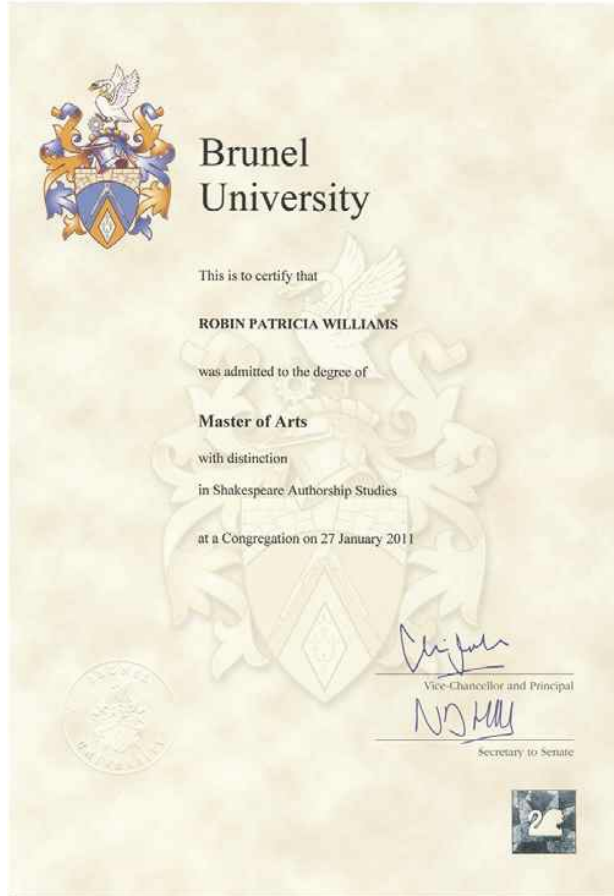 Brunel
University
This is to certify that
ROBIN PATRICIA WILLIAMS
was admitted to the degree of
Master of Arts
with distinction
in Shakespeare Authorship Studies
at a Congregation on 27 January 2011
Vice-Chancellor and Principal
Secretary to Senate
BRUNEL
University